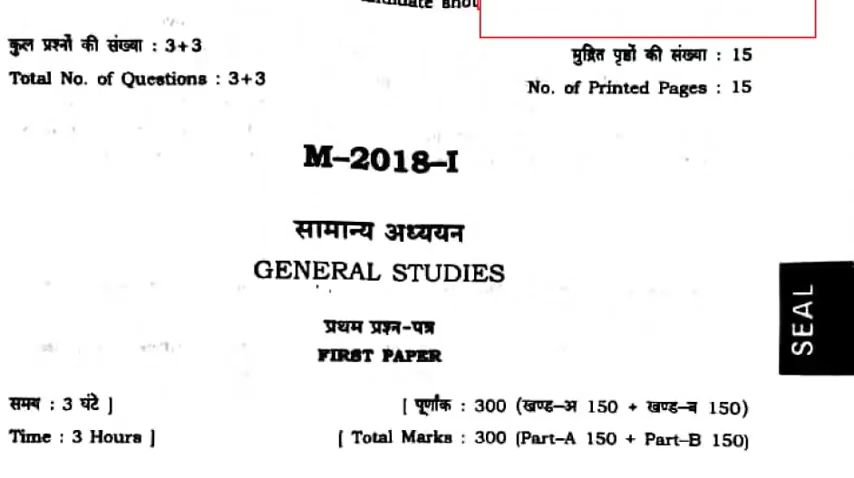 कुल प्रश्नों की संख्या : 3+3
मुद्रित पृष्ठों की संख्या : 15
Total No. of Questions : 3+3
No. of Printed Pages : 15
M–2018–I
सामान्य अध्ययन
GENERAL STUDIES
प्रथम प्रश्न-पत्र
FIRST PAPER
SEAL
समय : 3 घंटे ]
[ पूर्णांक : 300 (खण्ड-अ 150 + खण्ड-ब 150)
Time : 3 Hours ]
[ Total Marks : 300 (Part–A 150 + Part–B 150)